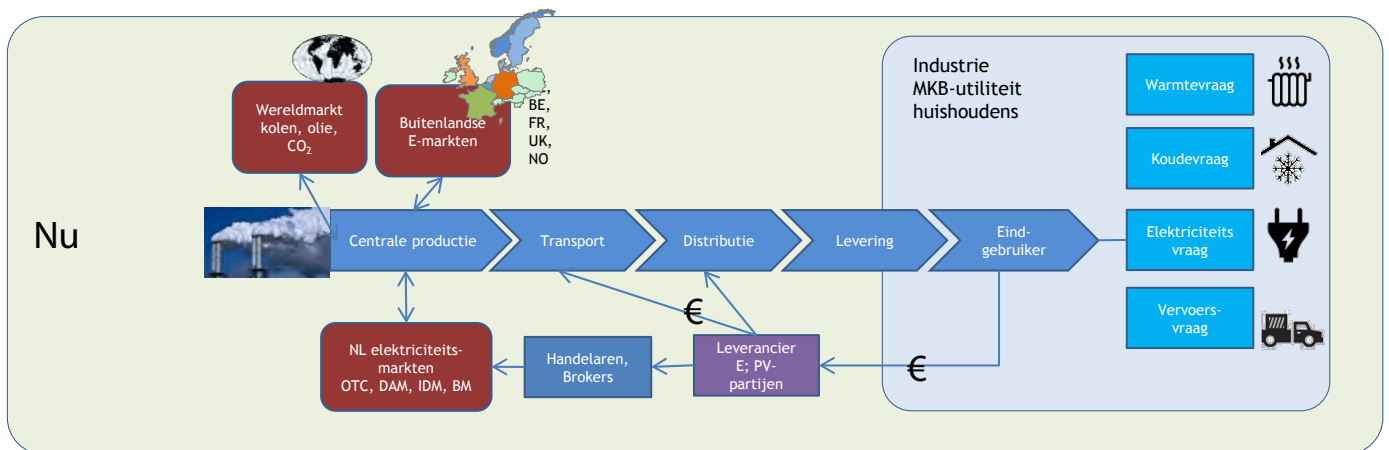 Nu
Wereldmarkt
kolen, olie,
CO₂
Buitenlandse
E-markten
BE,
FR,
UK,
NO
Industrie
MKB-utiliteit
huishoudens
Centrale productie
Transport
Distributie
Levering
Eind-
gebruiker
Warmtevraag
Koudevraag
Elektriciteits
vraag
Vervoers-
vraag
€
€
NL elektriciteits-
markten
OTC, DAM, IDM, BM
Handelaren,
Brokers
Leverancier
E; PV-
partijen